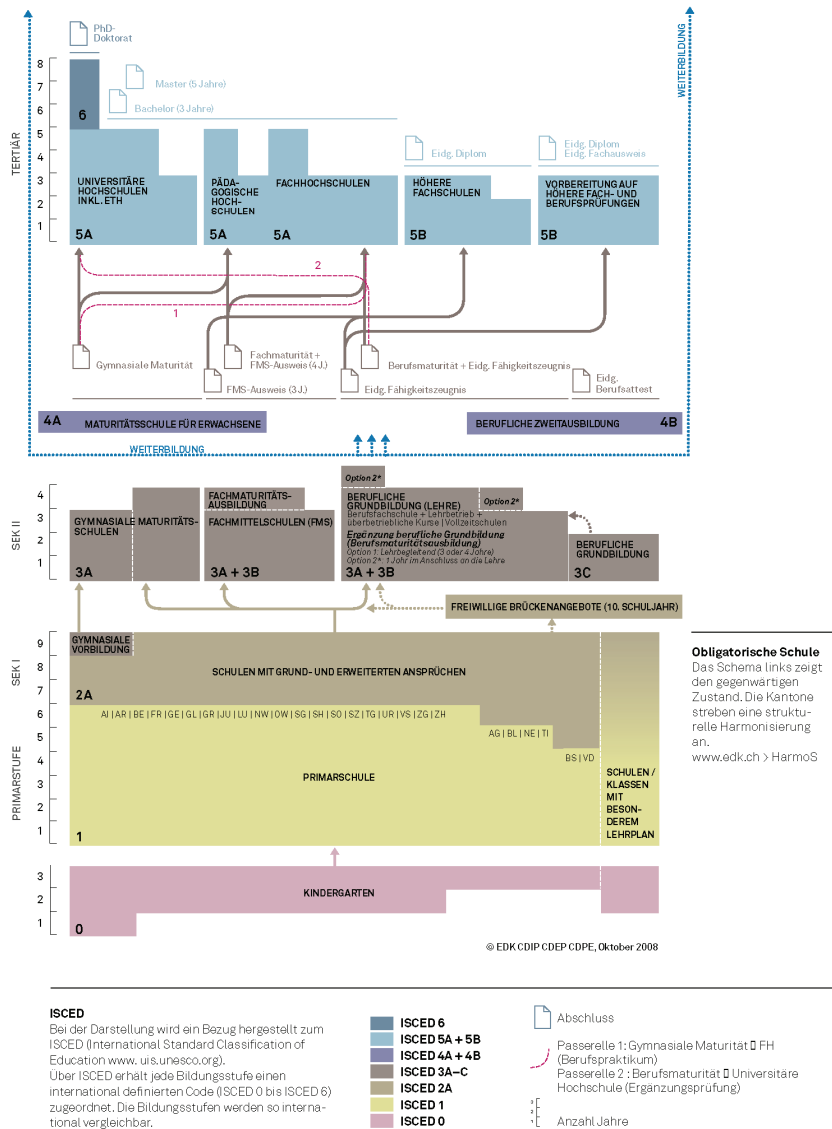 PhD-
Doktorat
WEITERBILDUNG
8
7
6
5
4
3
2
1
TERTIÄR
Master (5 Jahre)
Bachelor (3 Jahre)
6
Eidg. Diplom
Eidg. Diplom
Eidg. Fachausweis
UNIVERSITÄRE
HOCHSCHULEN
INKL. ETH
5A
PÄDA-
GOGISCHE
HOCH-
SCHULEN
5A
FACHHOCHSCHULEN
5A
HÖHERE
FACHSCHULEN
5B
VORBEREITUNG AUF
HÖHERE FACH- UND
BERUFSPRÜFUNGEN
5B
2
1
Gymnasiale Maturität
Fachmaturität +
FMS-Ausweis (4 J.)
Berufsmaturität + Eidg. Fähigkeitszeugnis
FMS-Ausweis (3 J.)
Eidg. Fähigkeitszeugnis
Eidg.
Berufsattest
4A MATURITÄTSSCHULE FÜR ERWACHSENE
BERUFLICHE ZWEITAUSBILDUNG 4B
WEITERBILDUNG
SEK II
4
3
2
1
GYMNASIALE MATURITÄTS-
SCHULEN
3A
FACHMATURITÄTS-
AUSBILDUNG
FACHMITTELSCHULEN (FMS)
3A + 3B
Option 2*
BERUFLICHE
GRUNDBILDUNG (LEHRE)
Option 2*
Berufsfachschule + Lehrbetrieb +
überbetriebliche Kurse | Vollzeitschulen
Ergänzung berufliche Grundbildung
(Berufsmaturitätsausbildung)
Option 1: Lehrbegleitend (3 oder 4 Jahre)
Option 2*: 1 Jahr im Anschluss an die Lehre
3A + 3B
BERUFLICHE
GRUNDBILDUNG
3C
FREIWILLIGE BRÜCKENANGEBOTE (10. SCHULJAHR)
SEK I
9
8
7
GYMNASIALE
VORBILDUNG
SCHULEN MIT GRUND- UND ERWEITERTEN ANSPRÜCHEN
2A
PRIMARSTUFE
6
5
4
3
2
1
AI | AR | BE | FR | GE | GL | GR | JU | LU | NW | OW | SG | SH | SO | SZ | TG | UR | VS | ZG | ZH
AG | BL | NE | TI
BS | VD
PRIMARSCHULE
1
SCHULEN /
KLASSEN
MIT
BESON-
DEREM
LEHRPLAN
Obligatorische Schule
Das Schema links zeigt
den gegenwärtigen
Zustand. Die Kantone
streben eine struktu-
relle Harmonisierung
an.
www.edk.ch > HarmoS
3
2
1
KINDERGARTEN
0
© EDK CDIP CDEP CDPE, Oktober 2008
ISCED
Bei der Darstellung wird ein Bezug hergestellt zum
ISCED (International Standard Classification of
Education www. uis.unesco.org).
Über ISCED erhält jede Bildungsstufe einen
international definierten Code (ISCED 0 bis ISCED 6)
zugeordnet. Die Bildungsstufen werden so interna-
tional vergleichbar.
ISCED 6
ISCED 5A + 5B
ISCED 4A + 4B
ISCED 3A–C
ISCED 2A
ISCED 1
ISCED 0
Abschluss
Passerelle 1: Gymnasiale Maturität ▯ FH
(Berufspraktikum)
Passerelle 2 : Berufsmaturität ▯ Universitäre
Hochschule (Ergänzungsprüfung)
3
2
1
Anzahl Jahre